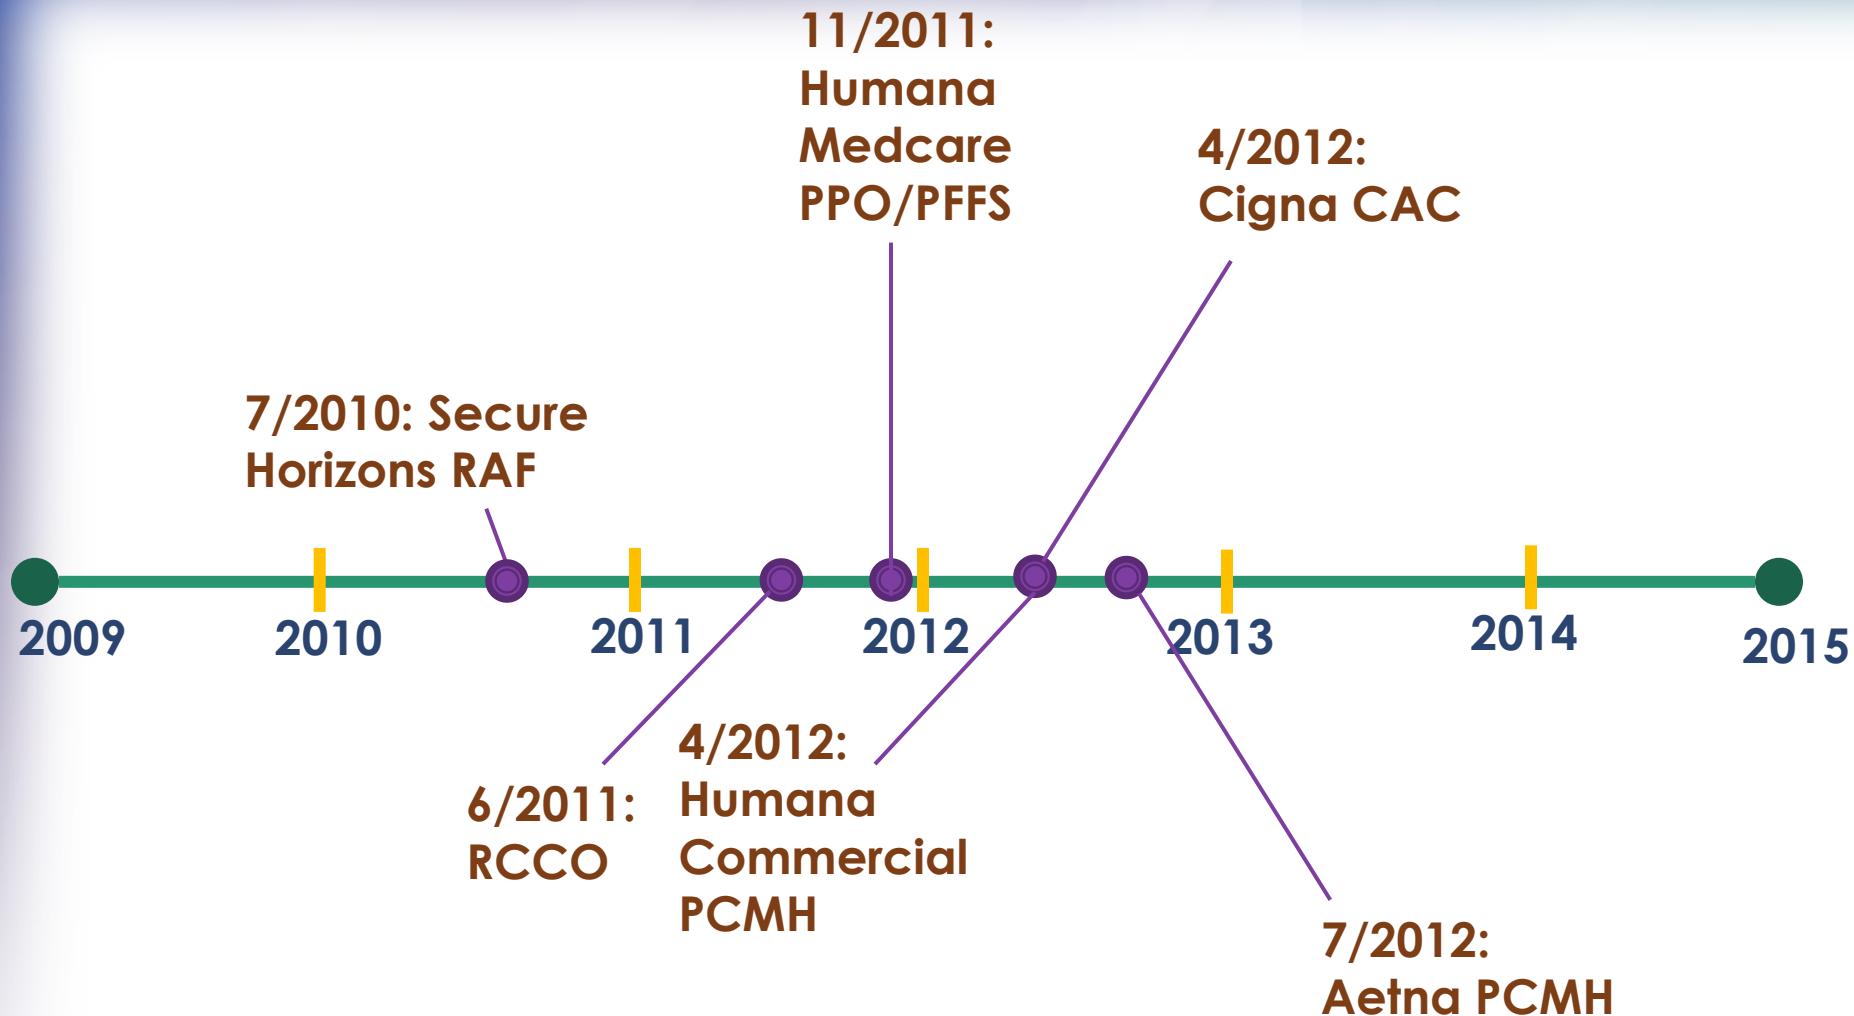 11/2011:
Humana
Medcare
PPO/PFFS
4/2012:
Cigna CAC
7/2010: Secure
Horizons RAF
2009
2010
2011
2012
2013
2014
2015
6/2011:
RCCO
4/2012:
Humana
Commercial
PCMH
7/2012:
Aetna PCMH